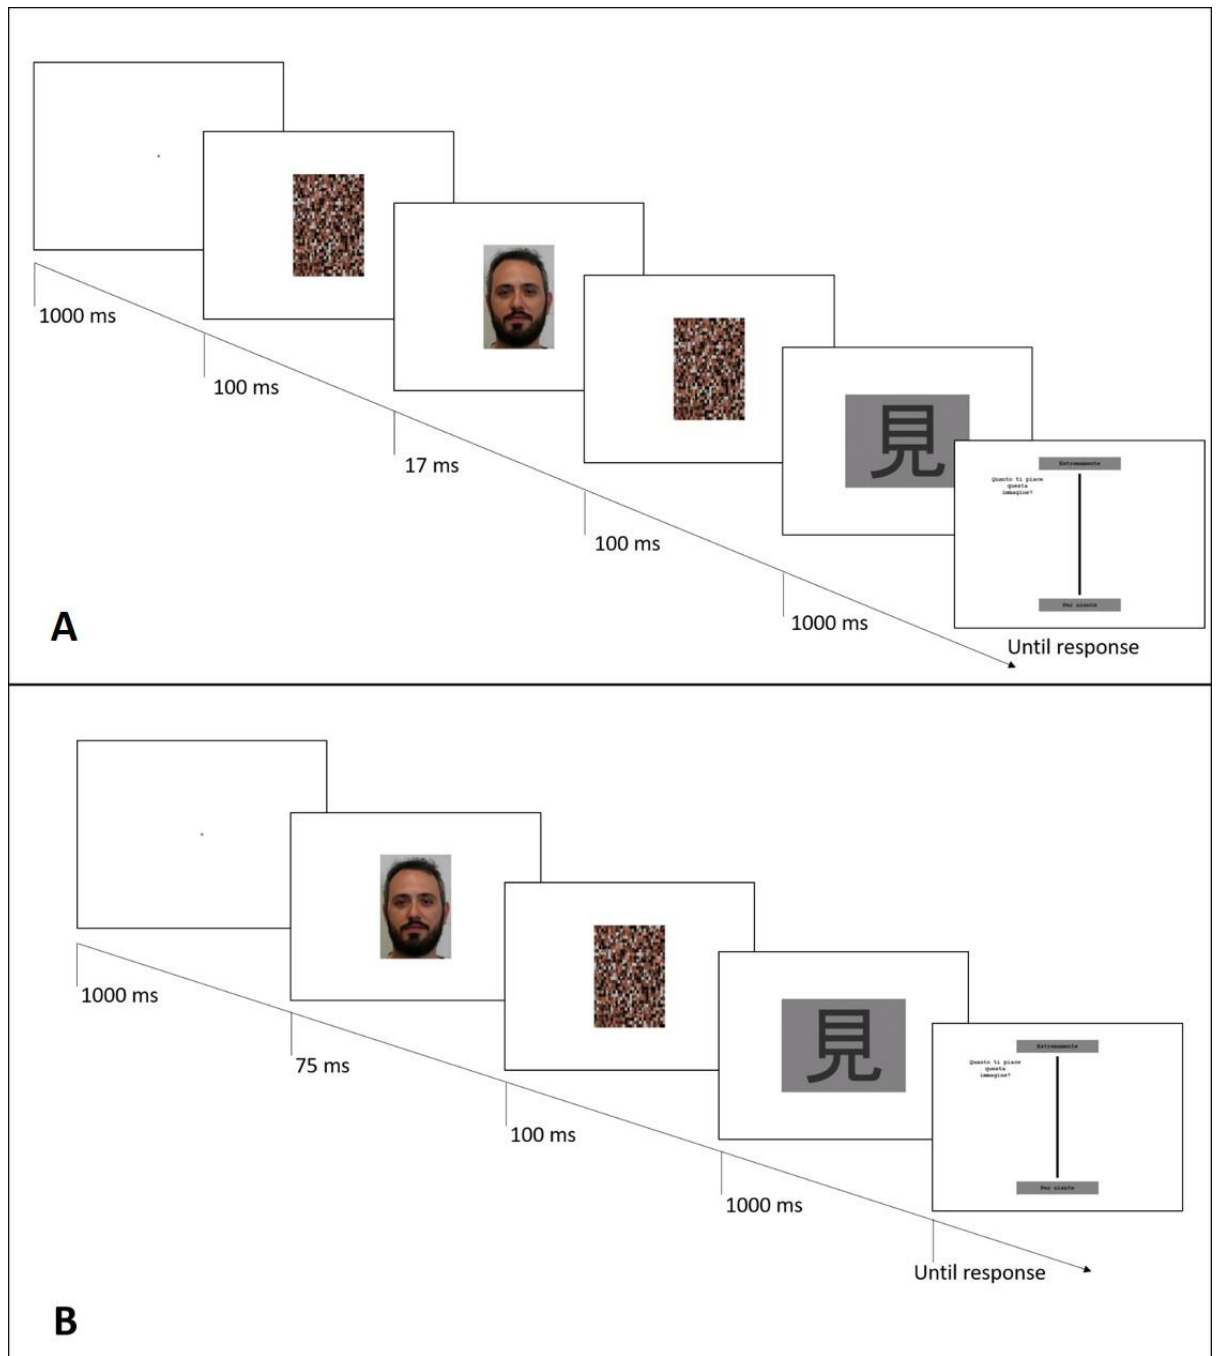 1000 ms
100 ms
17 ms
100 ms
見
1000 ms
Estremamente
Quanto ti piace
questa
immagine?
Per niente
Until response
A
1000 ms
75 ms
100 ms
見
1000 ms
Estremamente
Quanto ti piace
questa
immagine?
Per niente
Until response
B